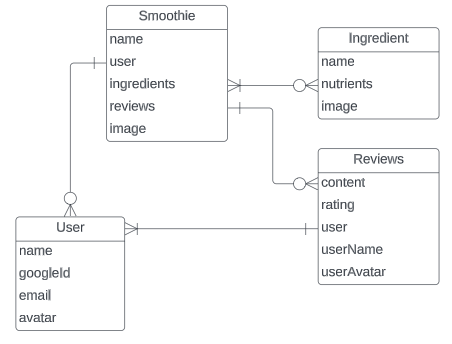 Smoothie
name
user
ingredients
reviews
image
Ingredient
name
nutrients
image
Reviews
content
rating
user
userName
userAvatar
User
name
googleId
email
avatar